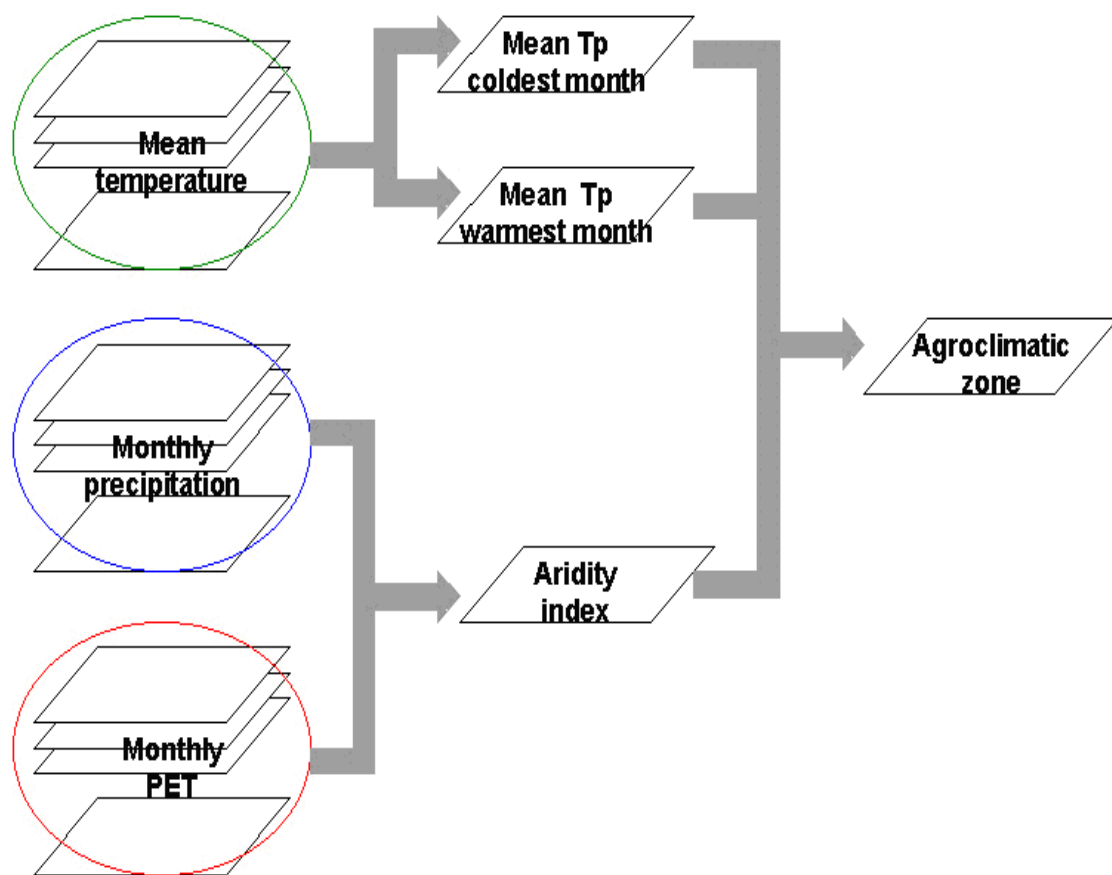 Mean Tp
coldest month
Mean
temperature
Mean Tp
warmest month
Agroclimatic
zone
Monthly
precipitation
Aridity
index
Monthly
PET